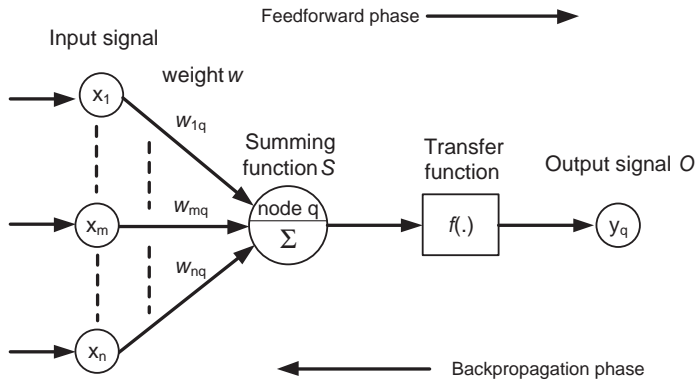 Feedforward phase
Input signal
weight w
x1
w1q
Summing
function S
Transfer
function
Output signal O
xm
wmq
node q
Σ
f(.)
yq
wnq
xn
Backpropagation phase